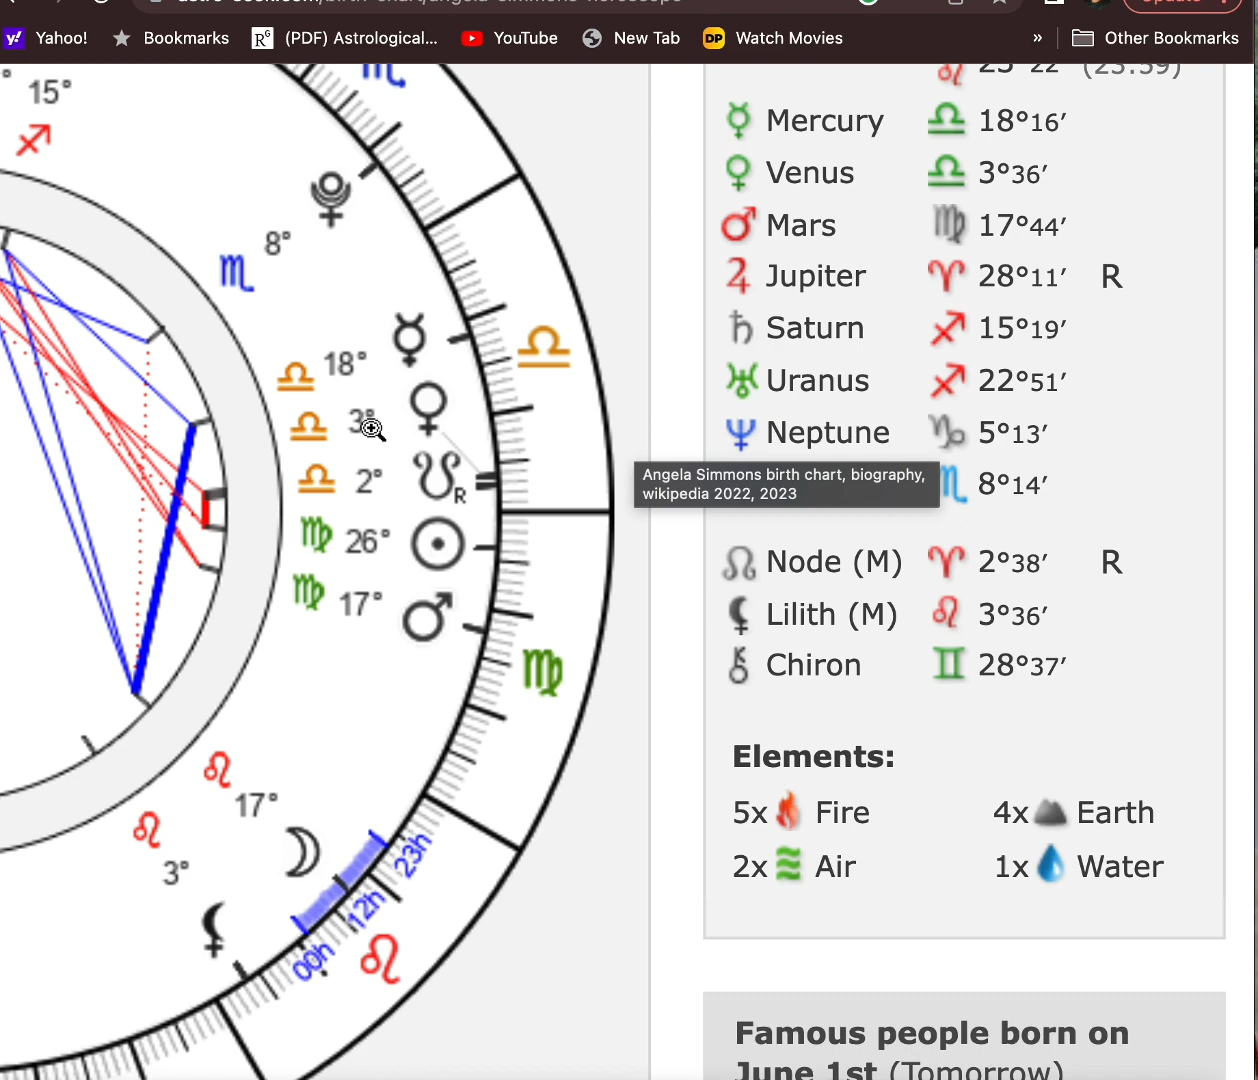 Yahoo!
Bookmarks
R^G (PDF) Astrological...
YouTube
New Tab
DP Watch Movies
»
Other Bookmarks
15°
8°
18°
3°
2°
R
26°
17°
17°
3°
23h
12h
00h
Mercury 18°16'
Venus 3°36'
Mars 17°44'
Jupiter 28°11' R
Saturn 15°19'
Uranus 22°51'
Neptune 5°13'
Angela Simmons birth chart, biography,
wikipedia 2022, 2023
8°14'
Node (M) 2°38' R
Lilith (M) 3°36'
Chiron 28°37'
Elements:
5x Fire 4x Earth
2x Air 1x Water
Famous people born on
June 1st (Tomorrow)